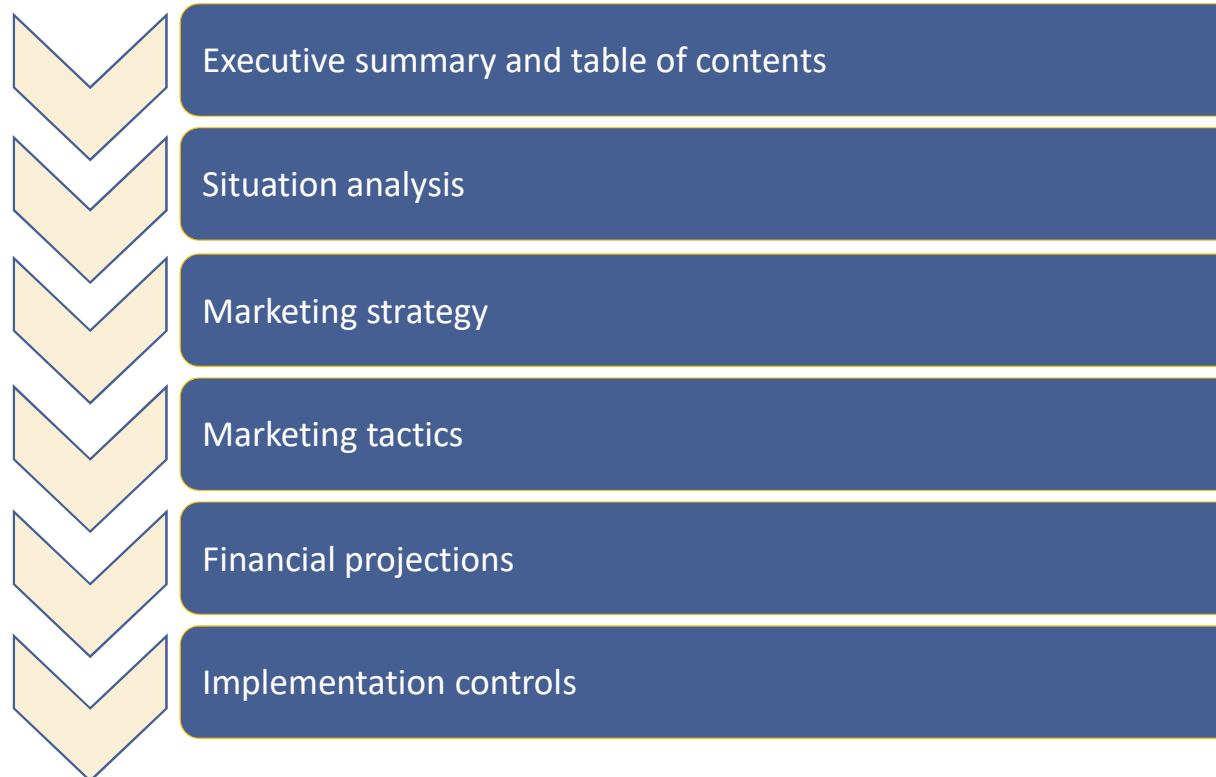 Executive summary and table of contents
Situation analysis
Marketing strategy
Marketing tactics
Financial projections
Implementation controls